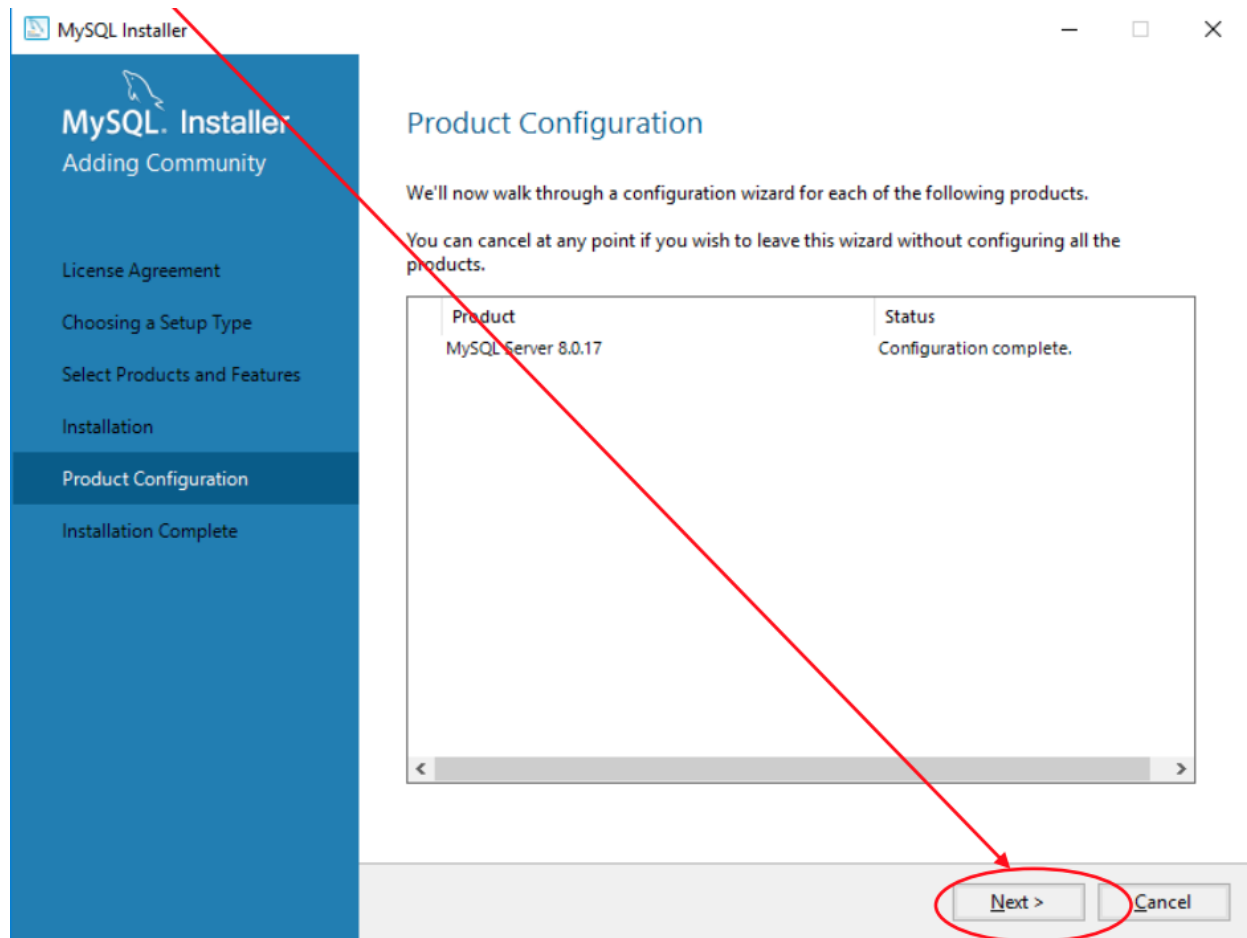 MySQL Installer
MySQL. Installer
Adding Community
License Agreement
Choosing a Setup Type
Select Products and Features
Installation
Product Configuration
Installation Complete
Product Configuration
We'll now walk through a configuration wizard for each of the following products.
You can cancel at any point if you wish to leave this wizard without configuring all the
products.
Product Status
MySQL Server 8.0.17 Configuration complete.
Next > Cancel